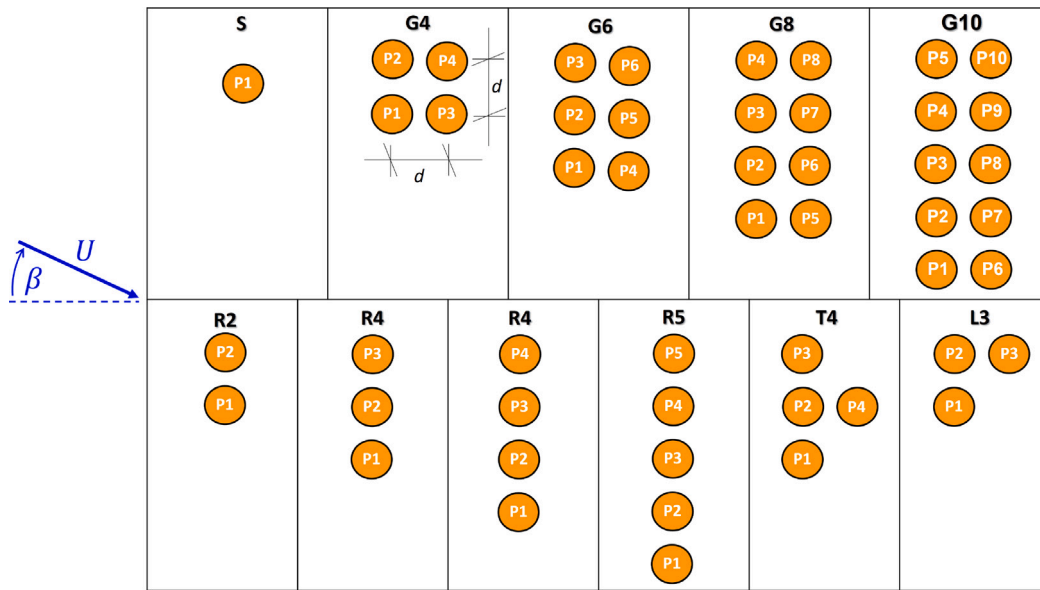 S
P1
G4
P2 P4
P1 P3
d
d
G6
P3 P6
P2 P5
P1 P4
G8
P4 P8
P3 P7
P2 P6
P1 P5
G10
P5 P10
P4 P9
P3 P8
P2 P7
P1 P6
U
β
R2
P2
P1
R4
P3
P2
P1
R4
P4
P3
P2
P1
R5
P5
P4
P3
P2
P1
T4
P3
P2 P4
P1
L3
P2 P3
P1